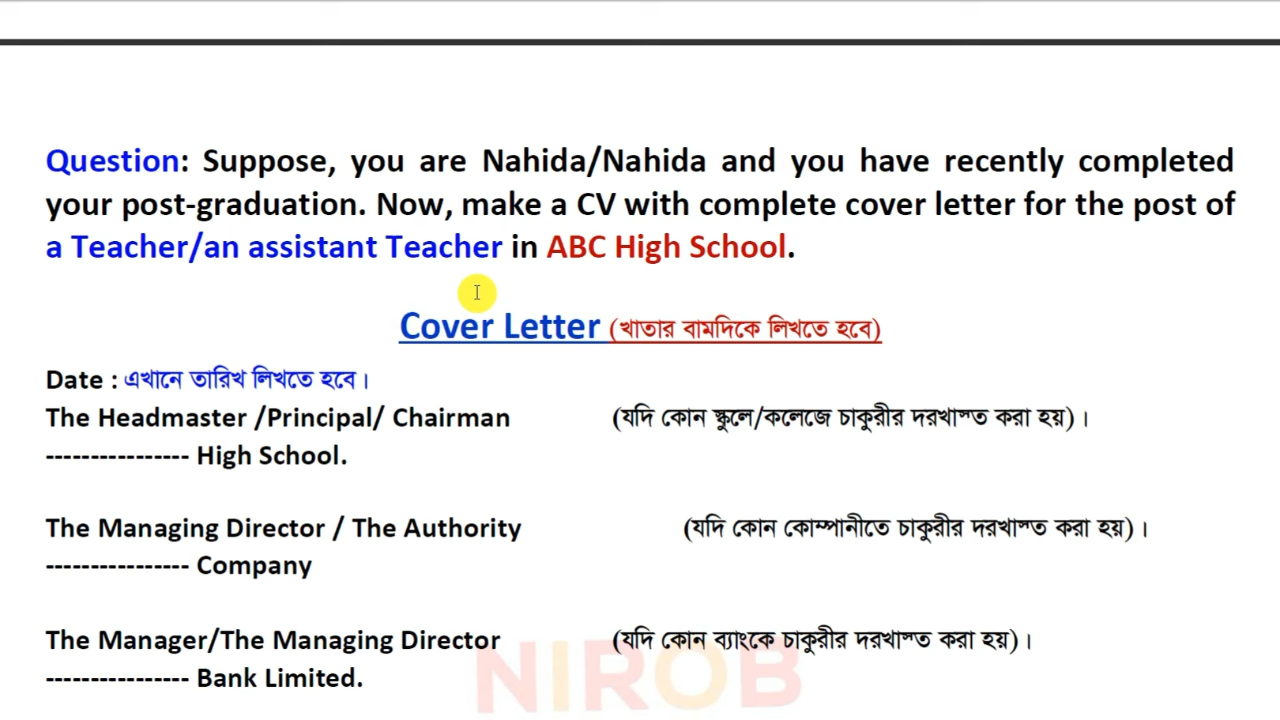 Question: Suppose, you are Nahida/Nahida and you have recently completed
your post-graduation. Now, make a CV with complete cover letter for the post of
a Teacher/an assistant Teacher in ABC High School.
Cover Letter (খাতার বামদিকে লিখতে হবে)
Date : এখানে তারিখ লিখতে হবে।
The Headmaster /Principal/ Chairman (যদি কোন স্কুলে/কলেজে চাকুরীর দরখাস্ত করা হয়)।
---------------- High School.
The Managing Director / The Authority (যদি কোন কোম্পানীতে চাকুরীর দরখাস্ত করা হয়)।
---------------- Company
The Manager/The Managing Director (যদি কোন ব্যাংকে চাকুরীর দরখাস্ত করা হয়)।
---------------- Bank Limited.
NIROB